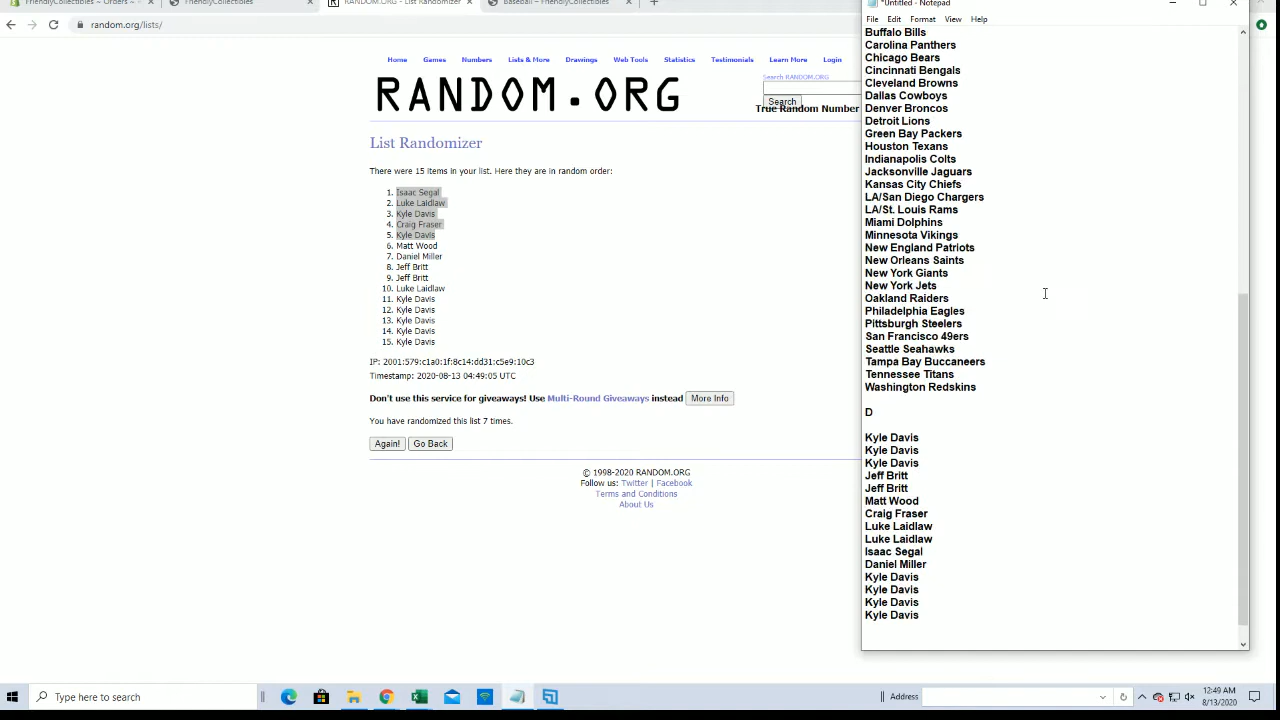 FriendlyCollectibles ~ Orders ~
FriendlyCollectibles
RANDOM.ORG - List Randomizer
Baseball – FriendlyCollectibles
random.org/lists/
Home
Games
Numbers
Lists & More
Drawings
Web Tools
Statistics
Testimonials
Learn More
Login
Search RANDOM.ORG
Search
RANDOM.ORG
True Random Number
List Randomizer
There were 15 items in your list. Here they are in random order:
1. Isaac Segal
2. Luke Laidlaw
3. Kyle Davis
4. Craig Fraser
5. Kyle Davis
6. Matt Wood
7. Daniel Miller
8. Jeff Britt
9. Jeff Britt
10. Luke Laidlaw
11. Kyle Davis
12. Kyle Davis
13. Kyle Davis
14. Kyle Davis
15. Kyle Davis
IP: 2001:579:c1a0:1f:8c14:dd31:c5e9:10c3
Timestamp: 2020-08-13 04:49:05 UTC
Don't use this service for giveaways! Use Multi-Round Giveaways instead More Info
You have randomized this list 7 times.
Again! Go Back
© 1998-2020 RANDOM.ORG
Follow us: Twitter | Facebook
Terms and Conditions
About Us
*Untitled - Notepad
File Edit Format View Help
Buffalo Bills
Carolina Panthers
Chicago Bears
Cincinnati Bengals
Cleveland Browns
Dallas Cowboys
Denver Broncos
Detroit Lions
Green Bay Packers
Houston Texans
Indianapolis Colts
Jacksonville Jaguars
Kansas City Chiefs
LA/San Diego Chargers
LA/St. Louis Rams
Miami Dolphins
Minnesota Vikings
New England Patriots
New Orleans Saints
New York Giants
New York Jets
Oakland Raiders
Philadelphia Eagles
Pittsburgh Steelers
San Francisco 49ers
Seattle Seahawks
Tampa Bay Buccaneers
Tennessee Titans
Washington Redskins
D
Kyle Davis
Kyle Davis
Kyle Davis
Jeff Britt
Jeff Britt
Matt Wood
Craig Fraser
Luke Laidlaw
Luke Laidlaw
Isaac Segal
Daniel Miller
Kyle Davis
Kyle Davis
Kyle Davis
Kyle Davis
Type here to search
Address
12:49 AM
8/13/2020